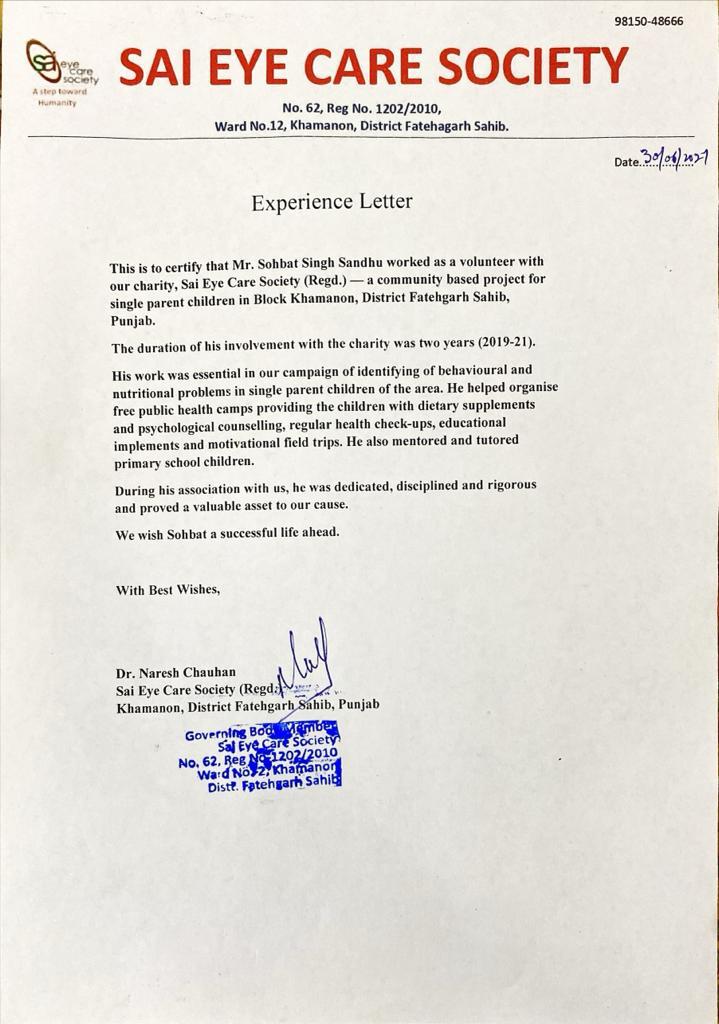 98150-48666
Sai eye
care
society
A step toward
Humanity
SAI EYE CARE SOCIETY
No. 62, Reg No. 1202/2010,
Ward No.12, Khamanon, District Fatehagarh Sahib.
Date..30/06/2021
Experience Letter
This is to certify that Mr. Sohbat Singh Sandhu worked as a volunteer with
our charity, Sai Eye Care Society (Regd.) — a community based project for
single parent children in Block Khamanon, District Fatehgarh Sahib,
Punjab.
The duration of his involvement with the charity was two years (2019-21).
His work was essential in our campaign of identifying of behavioural and
nutritional problems in single parent children of the area. He helped organise
free public health camps providing the children with dietary supplements
and psychological counselling, regular health check-ups, educational
implements and motivational field trips. He also mentored and tutored
primary school children.
During his association with us, he was dedicated, disciplined and rigorous
and proved a valuable asset to our cause.
We wish Sohbat a successful life ahead.
With Best Wishes,
Dr. Naresh Chauhan
Sai Eye Care Society (Regd.)
Khamanon, District Fatehgarh Sahib, Punjab
Governing Body Member
Sai Eye Care Society
No. 62, Reg No-1202/2010
Ward No 2, Khamanon
Distt. Fatehgarh Sahib